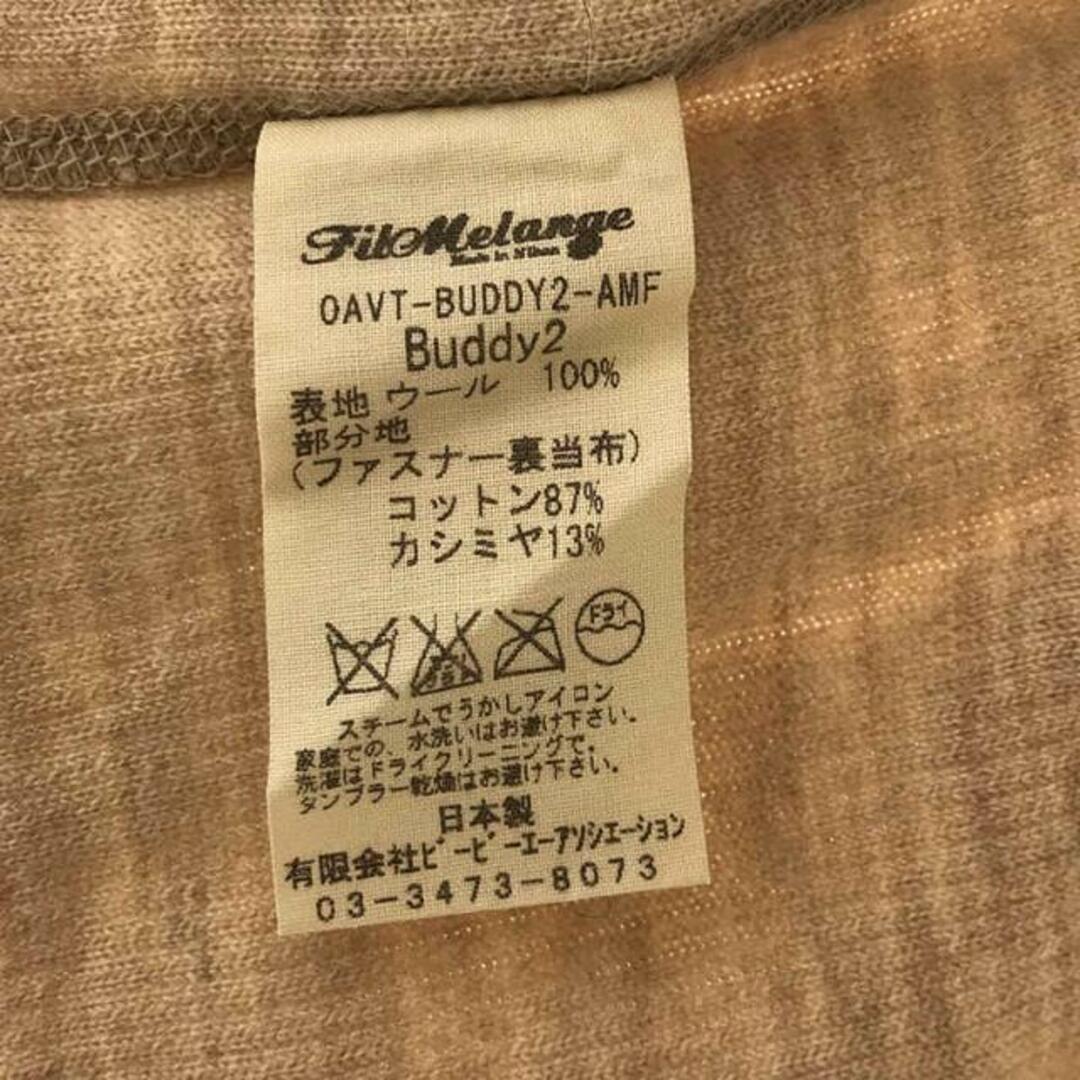 FilMelange
Made in Nihon
OAVT-BUDDY2-AMF
Buddy2
表地 ウール 100%
部分地
(ファスナー裏当布)
コットン87%
カシミヤ13%
ドライ
スチームでうかしアイロン
家庭での、水洗いはお避け下さい。
洗濯はドライクリーニングで。
タンブラー乾燥はお避け下さい。
日本製
有限会社ビービーエーアソシエーション
03-3473-8073